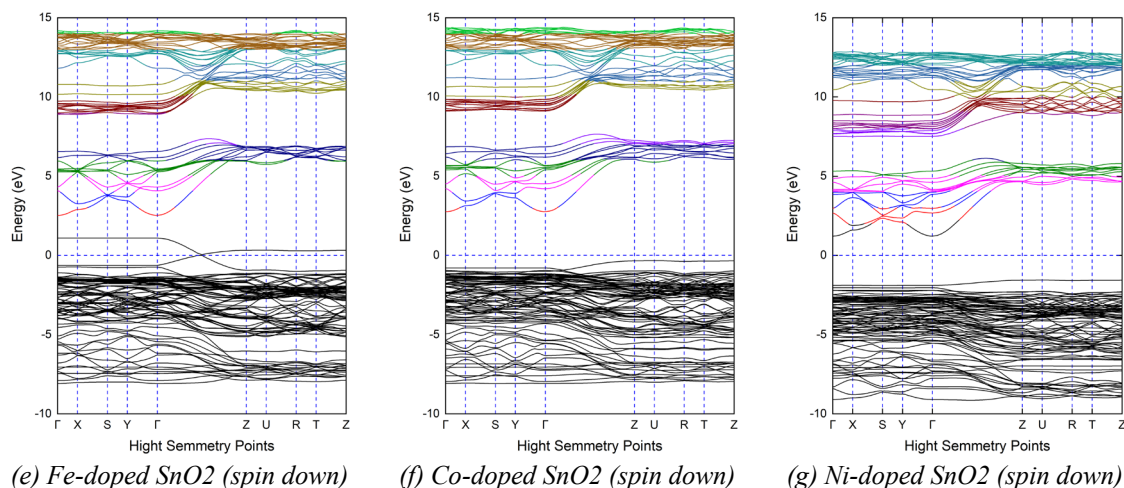 15
10
5
0
-5
-10
Energy (eV)
Γ X S Y Γ Z U R T Z
Hight Semmetry Points
(e) Fe-doped SnO2 (spin down)
15
10
5
0
-5
-10
Energy (eV)
Γ X S Y Γ Z U R T Z
Hight Semmetry Points
(f) Co-doped SnO2 (spin down)
15
10
5
0
-5
-10
Energy (eV)
Γ X S Y Γ Z U R T Z
Hight Semmetry Points
(g) Ni-doped SnO2 (spin down)